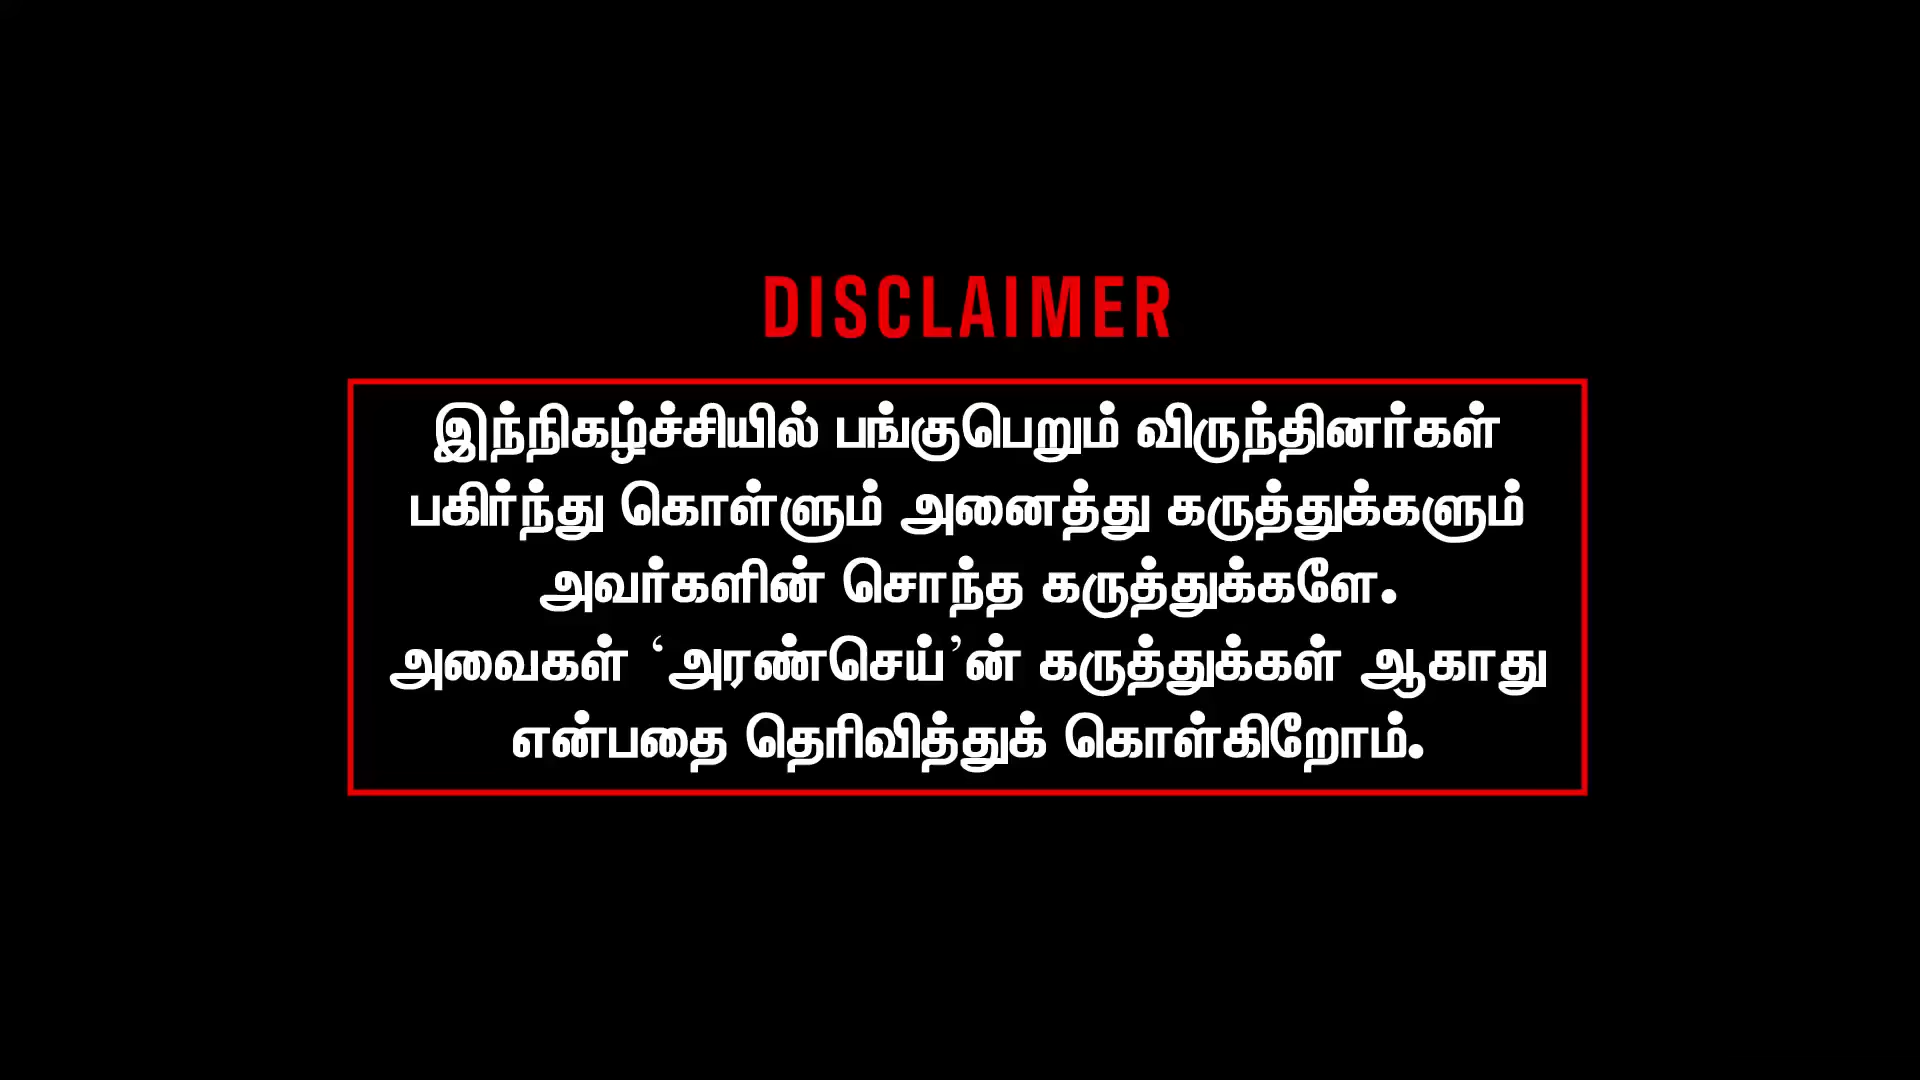 DISCLAIMER
இந்நிகழ்ச்சியில் பங்குபெறும் விருந்தினர்கள்
பகிர்ந்து கொள்ளும் அனைத்து கருத்துக்களும்
அவர்களின் சொந்த கருத்துக்களே.
அவைகள் ‘அரண்செய்’ன் கருத்துக்கள் ஆகாது
என்பதை தெரிவித்துக் கொள்கிறோம்.